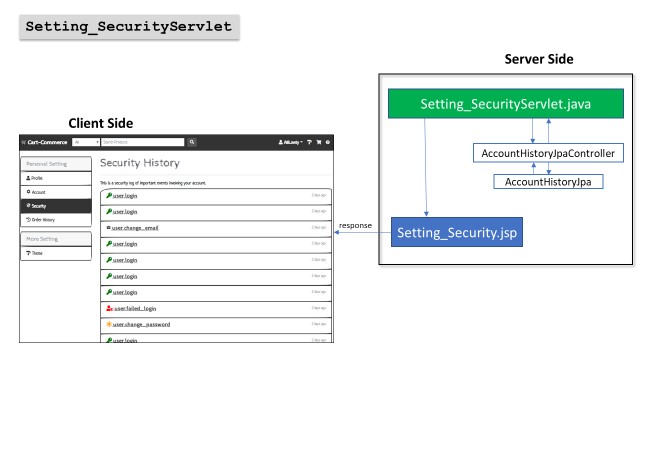 Setting_SecurityServlet
Server Side
Setting_SecurityServlet.java
AccountHistoryJpaController
AccountHistoryJpa
Setting_Security.jsp
response
Client Side
Cart-Commerce
All
Search Products
Personal Setting
Profile
Account
Security
Order History
More Setting
Theme
Security History
This is a security log of important events involving your account.
user.login
user.login
user.change_email
user.login
user.login
user.login
user.login
user.failed_login
user.change_password
user.login